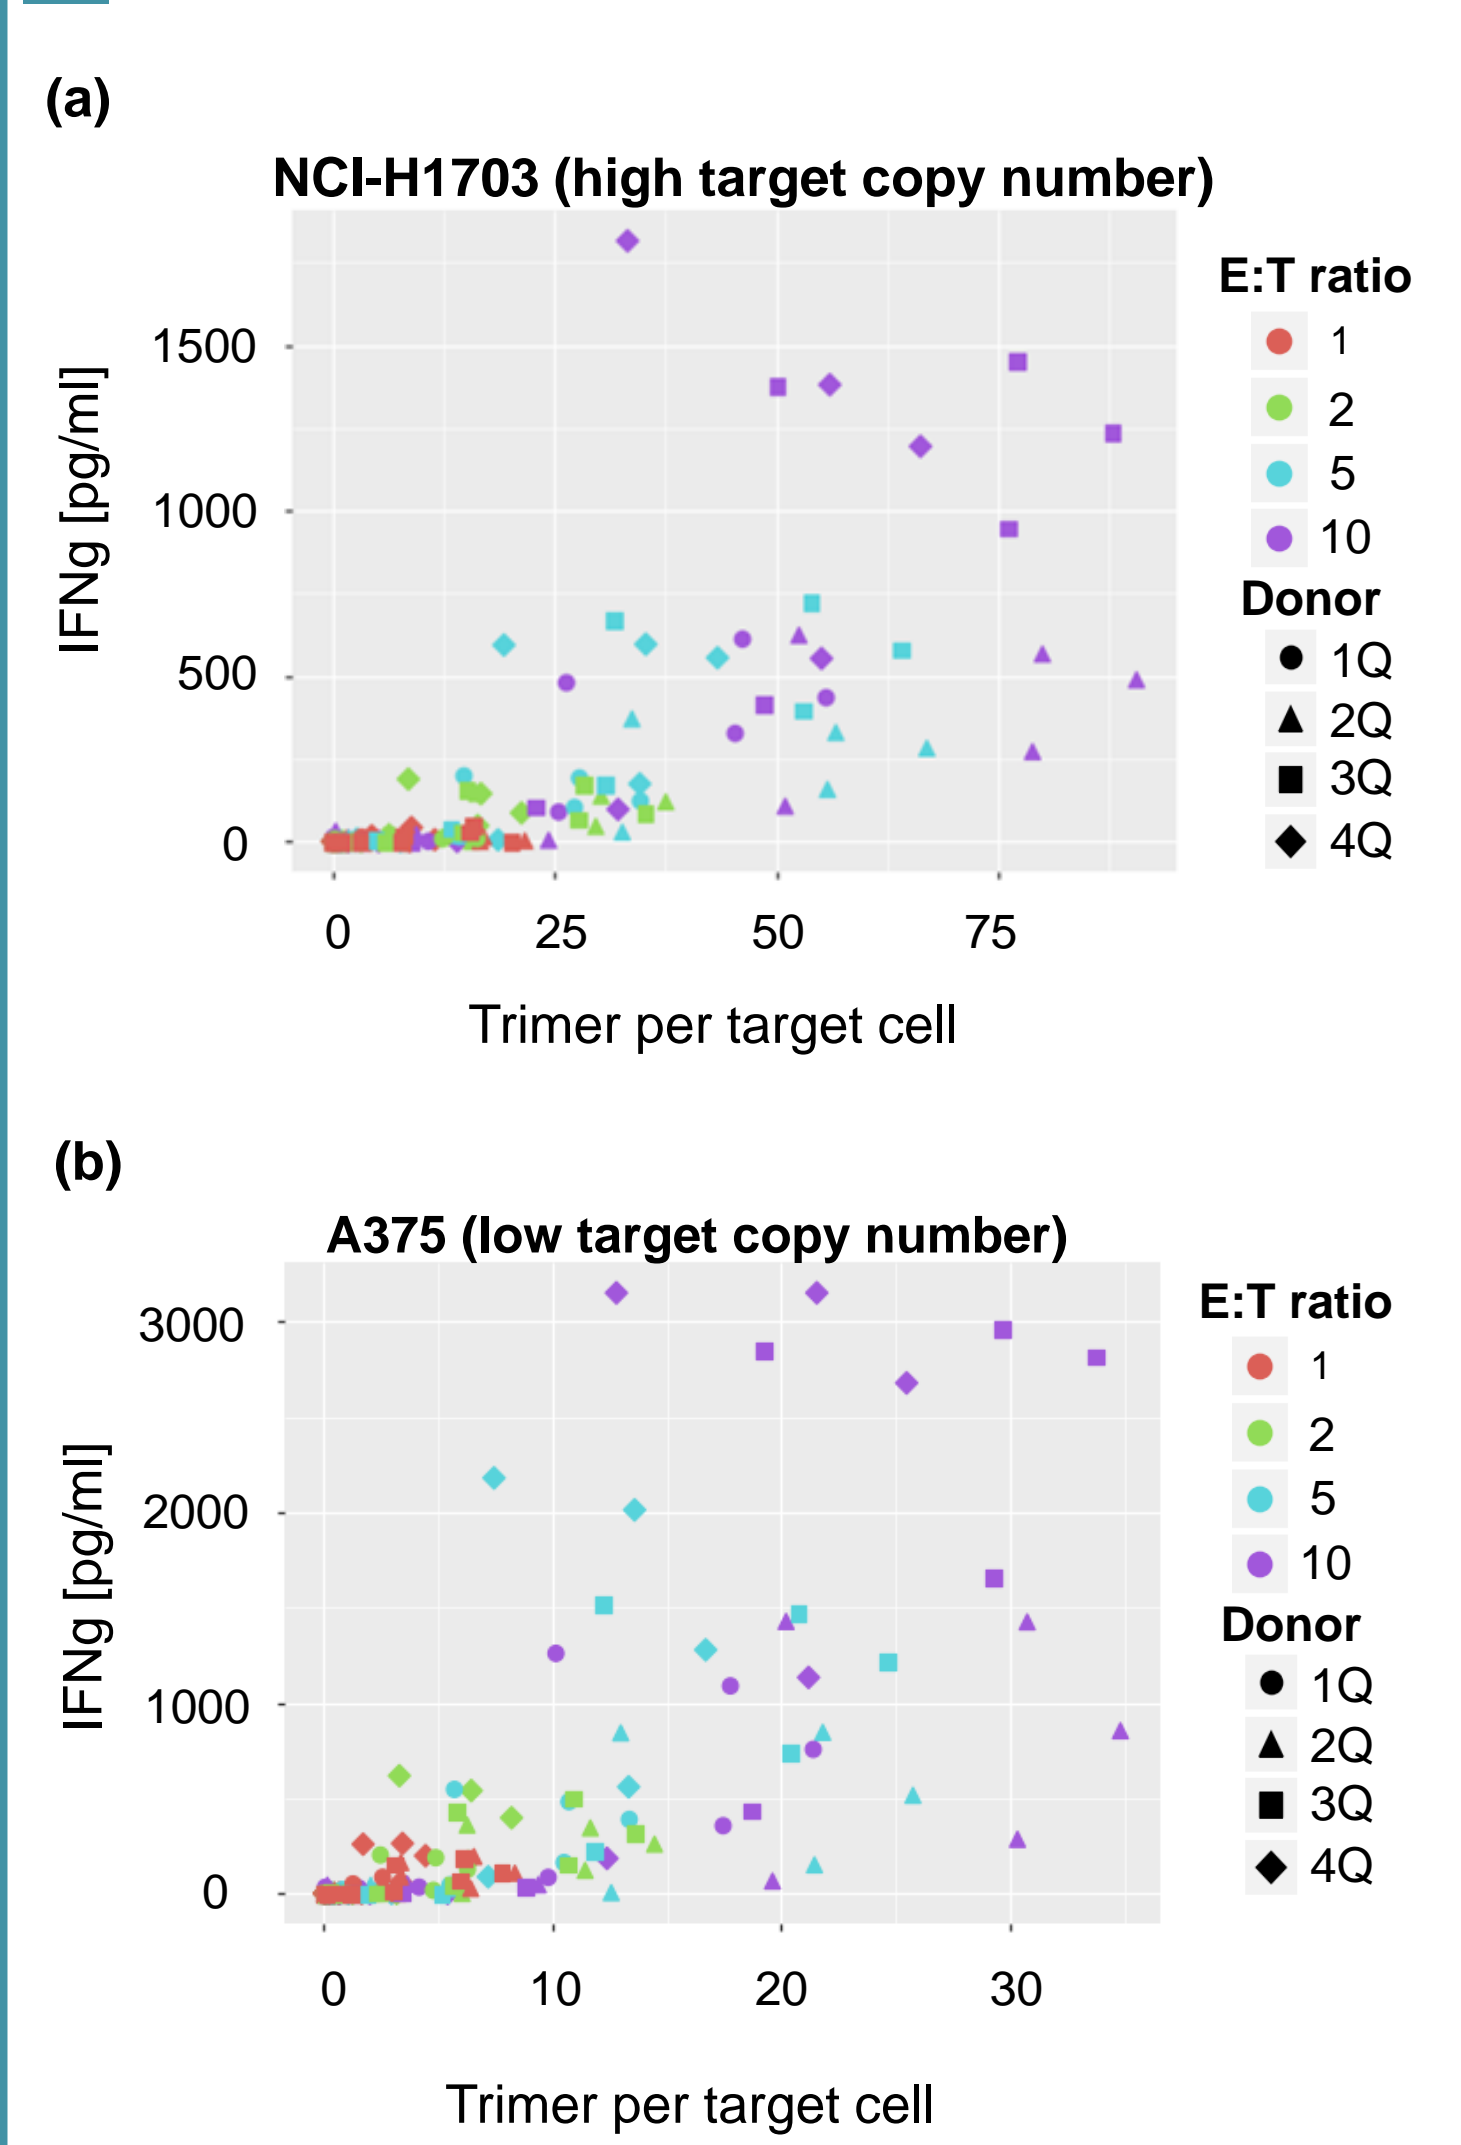 (a)
NCI-H1703 (high target copy number)
IFNg [pg/ml]
1500
1000
500
0
0 25 50 75
Trimer per target cell
E:T ratio
1
2
5
10
Donor
1Q
2Q
3Q
4Q
(b)
A375 (low target copy number)
IFNg [pg/ml]
3000
2000
1000
0
0 10 20 30
Trimer per target cell
E:T ratio
1
2
5
10
Donor
1Q
2Q
3Q
4Q